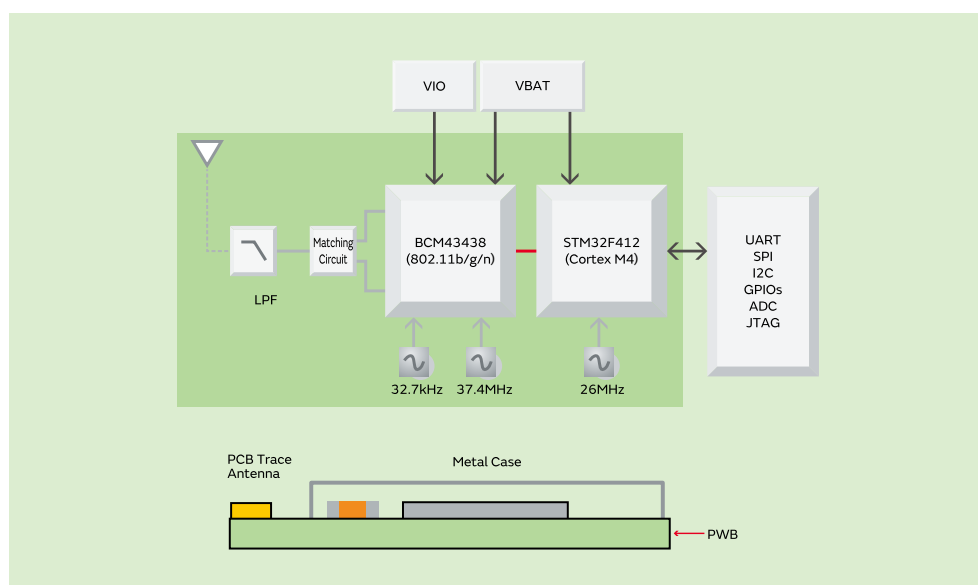 VIO
VBAT
Matching
Circuit
BCM43438
(802.11b/g/n)
STM32F412
(Cortex M4)
UART
SPI
I2C
GPIOs
ADC
JTAG
LPF
32.7kHz
37.4MHz
26MHz
PCB Trace
Antenna
Metal Case
PWB